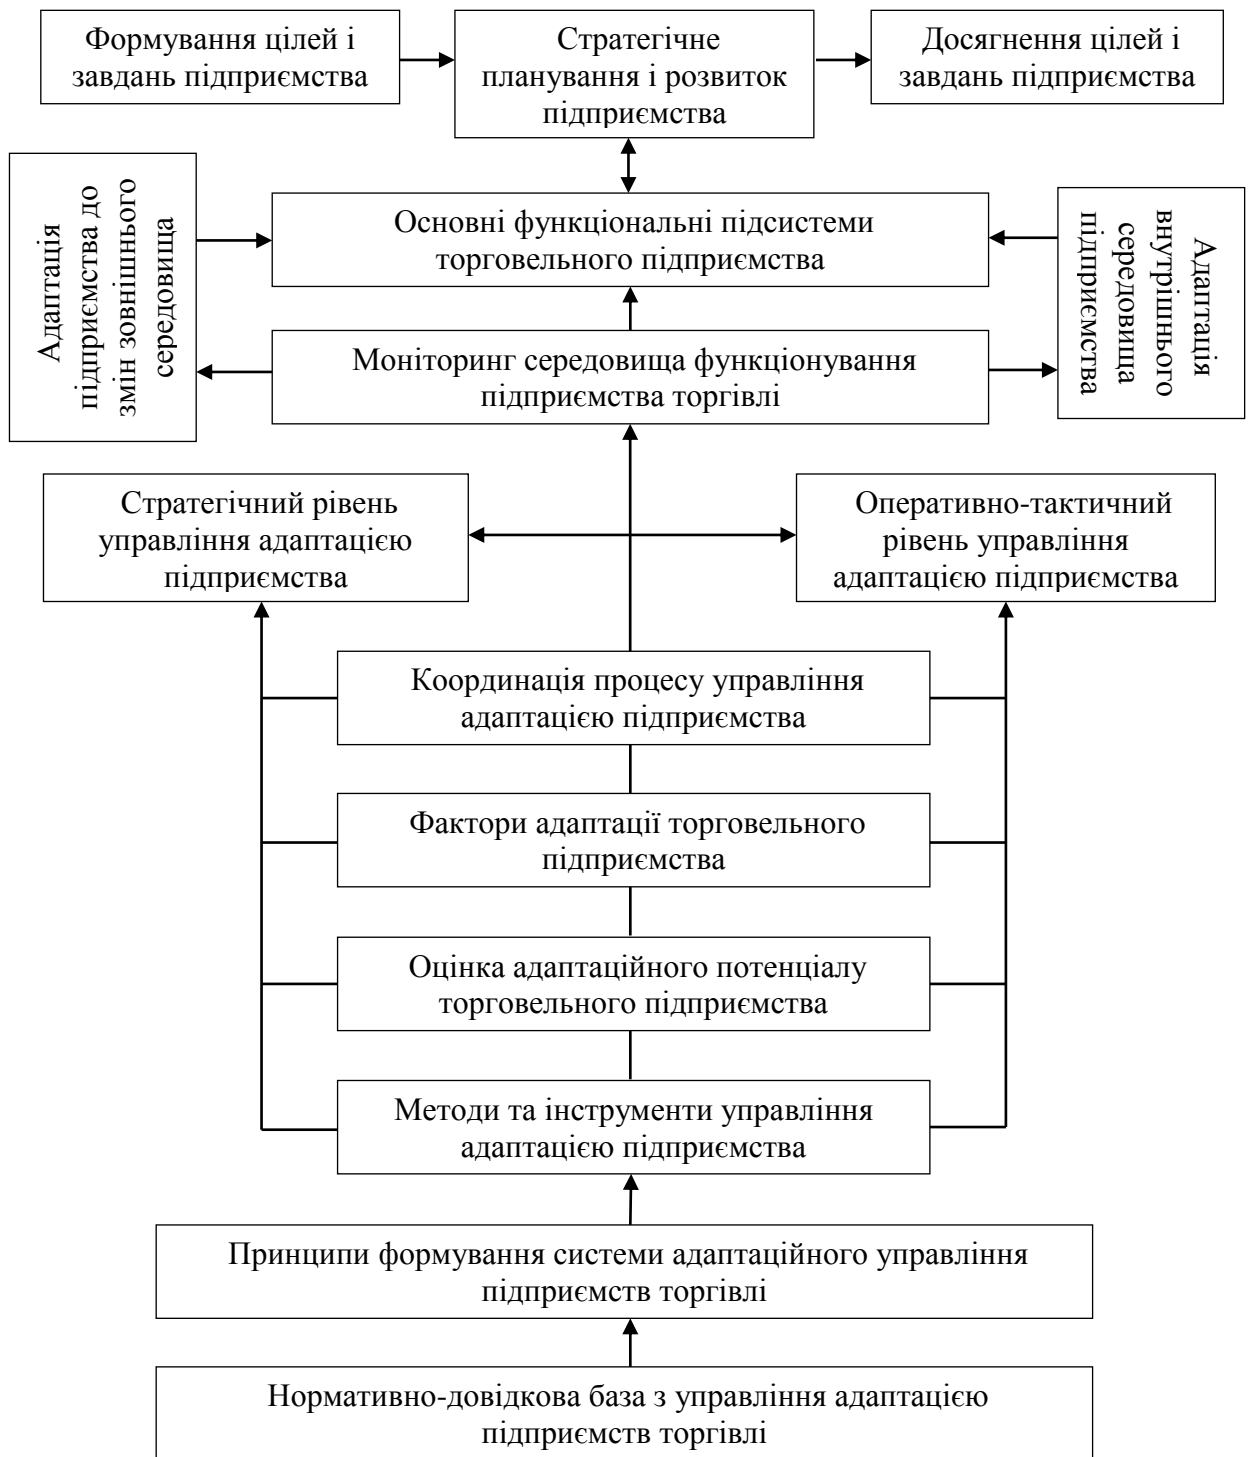 Формування цілей і
завдань підприємства
Стратегічне
планування і розвиток
підприємства
Досягнення цілей і
завдань підприємства
Адаптація
підприємства до
змін зовнішнього
середовища
Основні функціональні підсистеми
торговельного підприємства
Адаптація
внутрішнього
середовища
підприємства
Моніторинг середовища функціонування
підприємства торгівлі
Стратегічний рівень
управління адаптацією
підприємства
Оперативно-тактичний
рівень управління
адаптацією підприємства
Координація процесу управління
адаптацією підприємства
Фактори адаптації торговельного
підприємства
Оцінка адаптаційного потенціалу
торговельного підприємства
Методи та інструменти управління
адаптацією підприємства
Принципи формування системи адаптаційного управління
підприємств торгівлі
Нормативно-довідкова база з управління адаптацією
підприємств торгівлі